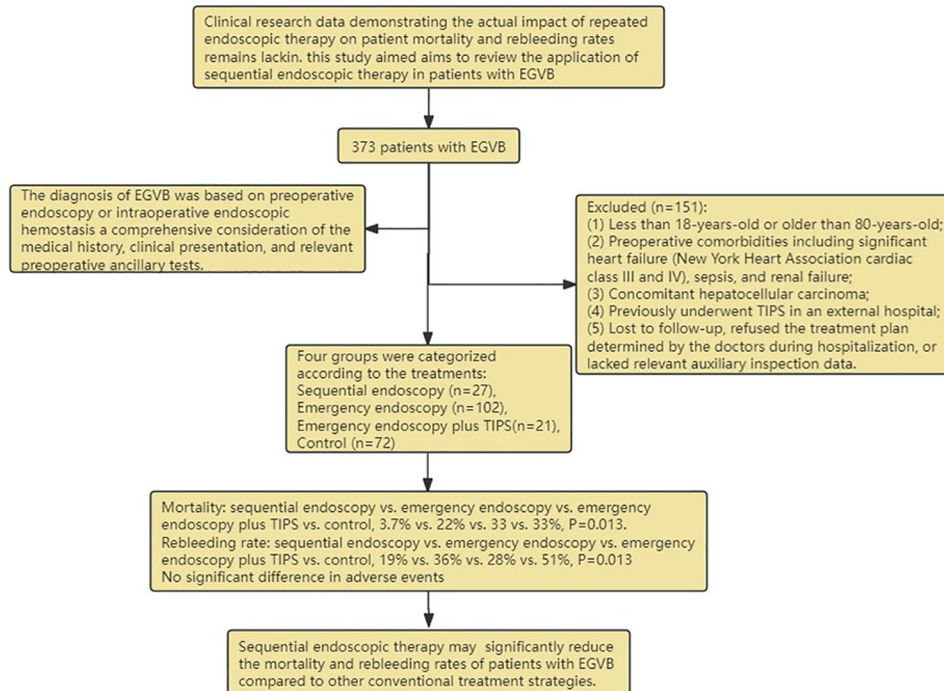 Clinical research data demonstrating the actual impact of repeated
endoscopic therapy on patient mortality and rebleeding rates
remains lackin. this study aimed aims to review the application of
sequential endoscopic therapy in patients with EGVB
373 patients with EGVB
The diagnosis of EGVB was based on preoperative
endoscopy or intraoperative endoscopic
hemostasis a comprehensive consideration of the
medical history, clinical presentation, and relevant
preoperative ancillary tests.
Excluded (n=151):
(1) Less than 18-years-old or older than 80-years-old;
(2) Preoperative comorbidities including significant
heart failure (New York Heart Association cardiac
class III and IV), sepsis, and renal failure;
(3) Concomitant hepatocellular carcinoma;
(4) Previously underwent TIPS in an external hospital;
(5) Lost to follow-up, refused the treatment plan
determined by the doctors during hospitalization, or
lacked relevant auxiliary inspection data.
Four groups were categorized
according to the treatments:
Sequential endoscopy (n=27),
Emergency endoscopy (n=102),
Emergency endoscopy plus TIPS(n=21),
Control (n=72)
Mortality: sequential endoscopy vs. emergency endoscopy vs. emergency
endoscopy plus TIPS vs. control, 3.7% vs. 22% vs. 33 vs. 33%, P=0.013.
Rebleeding rate: sequential endoscopy vs. emergency endoscopy vs. emergency
endoscopy plus TIPS vs. control, 19% vs. 36% vs. 28% vs. 51%, P=0.013
No significant difference in adverse events
Sequential endoscopic therapy may significantly reduce
the mortality and rebleeding rates of patients with EGVB
compared to other conventional treatment strategies.